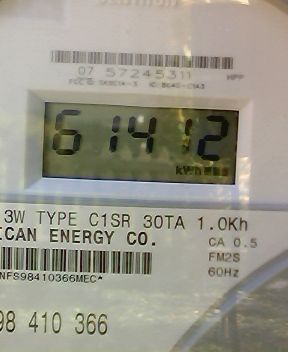 07 57245311 HPP
61412
kWh
3W TYPE C1SR 30TA 1.0Kh
ICAN ENERGY CO.
CA 0.5
FM2S
60Hz
NFS98410366MEC*
98 410 366